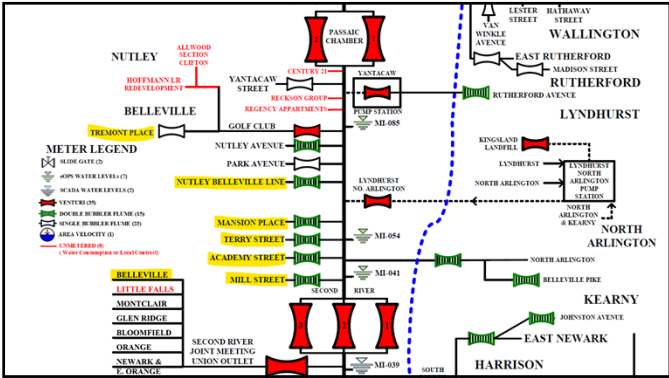 LESTER
STREET
HATHAWAY
STREET
WALLINGTON
VAN
WINKLE
AVENUE
PASSAIC
CHAMBER
2
1
NUTLEY
ALLWOOD
SECTION
CLIFTON
CENTURY 21
YANTACAW
EAST RUTHERFORD
MADISON STREET
HOFFMANN LR
REDEVELOPMENT
YANTACAW
STREET
RUTHERFORD
RECKSON GROUP
PUMP STATION
RUTHERFORD AVENUE
BELLEVILLE
REGENCY APPARTMENTS
LYNDHURST
TREMONT PLACE
GOLF CLUB
MI-085
METER LEGEND
NUTLEY AVENUE
KINGSLAND
LANDFILL
SLIDE GATE (2)
PARK AVENUE
LYNDHURST
LYNDHURST
NORTH
ARLINGTON
PUMP
STATION
sOPS WATER LEVELS (7)
SCADA WATER LEVELS (2)
NUTLEY BELLEVILLE LINE
LYNDHURST
NO. ARLINGTON
NORTH ARLINGTON
VENTURI (35)
DOUBLE BUBBLER FLUME (15)
SINGLE BUBBLER FLUME (23)
AREA VELOCITY (1)
UNMETERED (8)
( Water Consumption or Local Contract)
NORTH
ARLINGTON
& KEARNY
MANSION PLACE
NORTH
ARLINGTON
TERRY STREET
MI-054
ACADEMY STREET
NORTH ARLINGTON
BELLEVILLE
MILL STREET
MI-041
BELLEVILLE PIKE
LITTLE FALLS
SECOND
RIVER
KEARNY
MONTCLAIR
GLEN RIDGE
3
2
1
JOHNSTON AVENUE
BLOOMFIELD
EAST NEWARK
ORANGE
SECOND RIVER
JOINT MEETING
UNION OUTLET
NEWARK &
E. ORANGE
MI-039
SOUTH
HARRISON